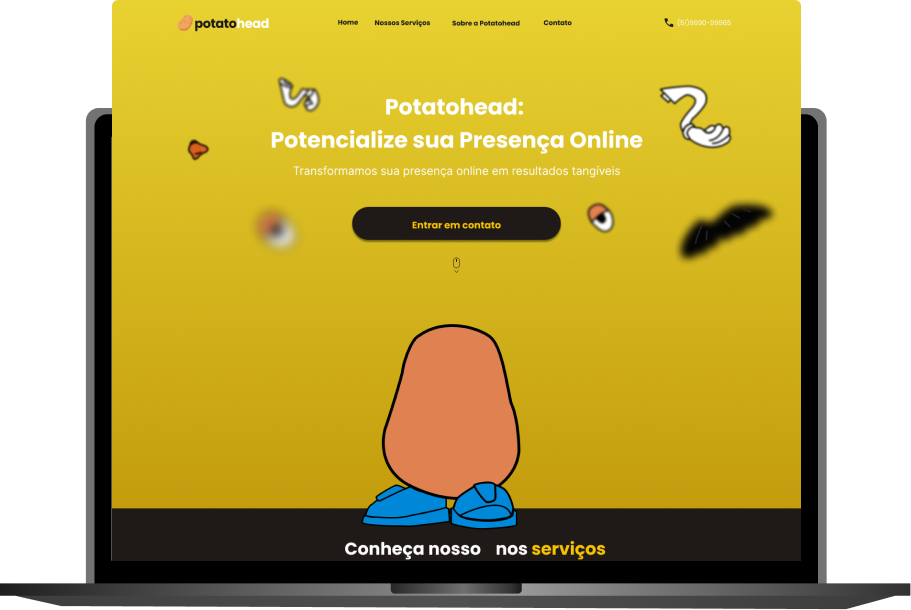 potatohead
Home Nossos Serviços Sobre a Potatohead Contato
(51)9990-99965
Potatohead:
Potencialize sua Presença Online
Transformamos sua presença online em resultados tangíveis
Entrar em contato
Conheça nosso nos serviços